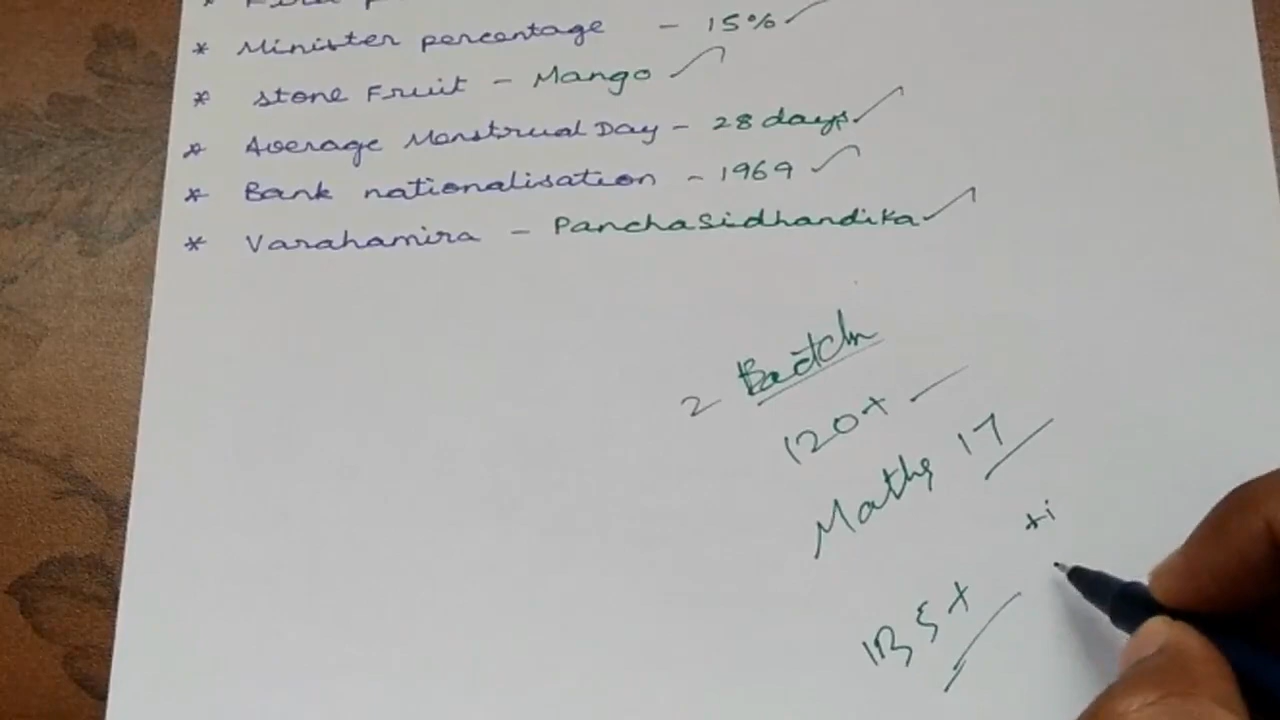 * Minister percentage - 15%
* Stone Fruit - Mango
* Average Menstrual Day - 28 days
* Bank nationalisation - 1969
* Varahamira - PanchaSidhandika
2 Batch
120+
Maths 17
135+